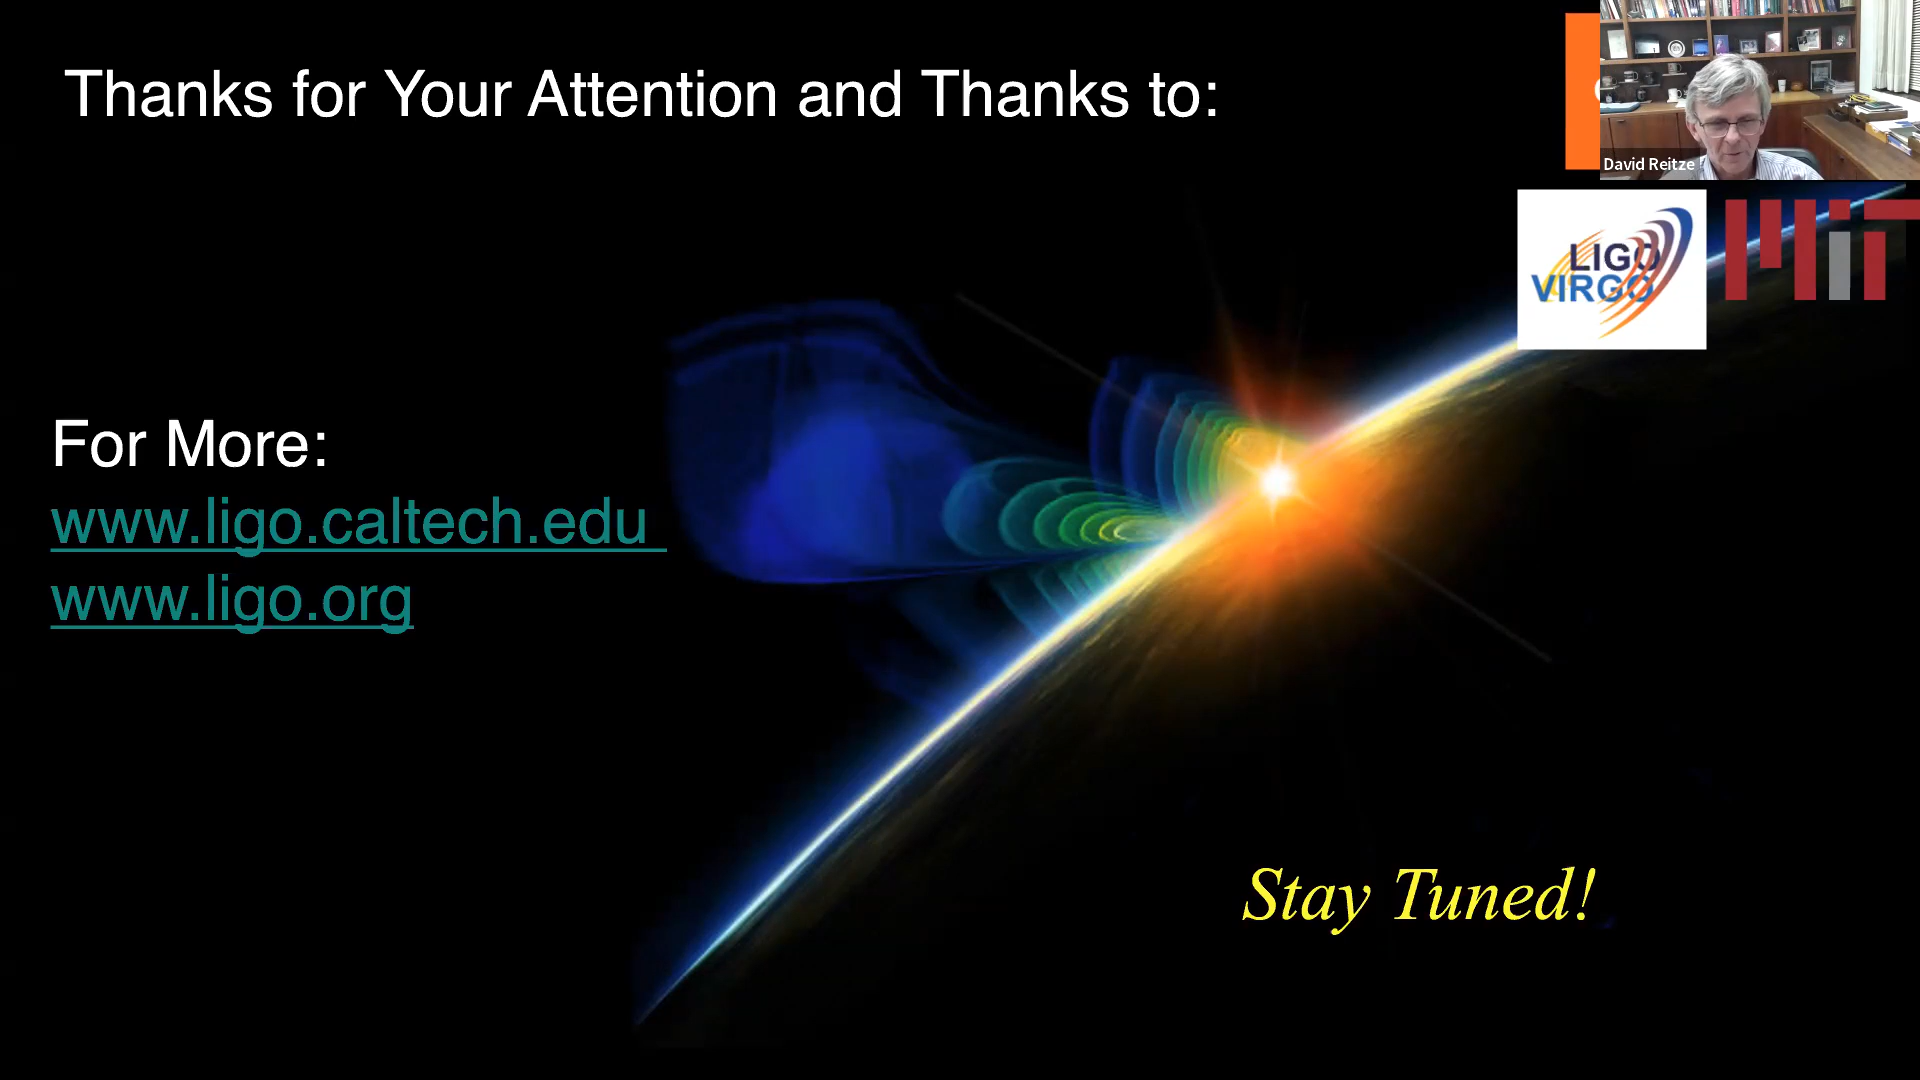 Thanks for Your Attention and Thanks to:
David Reitze
LIGO
VIRGO
MIT
For More:
www.ligo.caltech.edu
www.ligo.org
Stay Tuned!